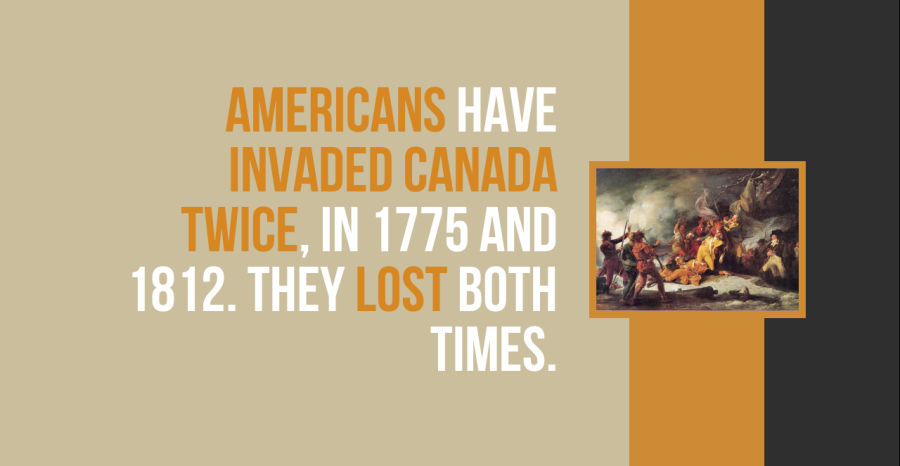 AMERICANS HAVE
INVADED CANADA
TWICE, IN 1775 AND
1812. THEY LOST BOTH
TIMES.